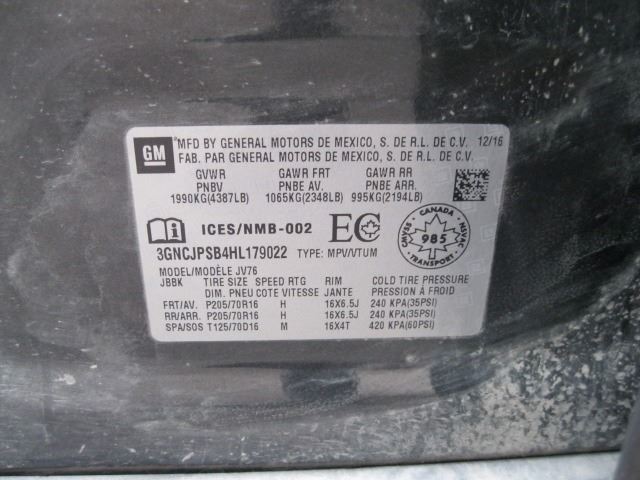 GM
MFD BY GENERAL MOTORS DE MEXICO, S. DE R.L. DE C.V. 12/16
FAB. PAR GENERAL MOTORS DE MEXICO, S. DE R.L. DE C.V.
GVWR GAWR FRT GAWR RR
PNBV PNBE AV. PNBE ARR.
1990KG(4387LB) 1065KG(2348LB) 995KG(2194LB)
ICES/NMB-002 EC
CANADA
CMVSS 985 NSVAC
TRANSPORT
3GNCJPSB4HL179022 TYPE: MPV/VTUM
MODEL/MODÈLE JV76
JBBK TIRE SIZE SPEED RTG RIM COLD TIRE PRESSURE
DIM. PNEU COTE VITESSE JANTE PRESSION À FROID
FRT/AV. P205/70R16 H 16X6.5J 240 KPA(35PSI)
RR/ARR. P205/70R16 H 16X6.5J 240 KPA(35PSI)
SPA/SOS T125/70D16 M 16X4T 420 KPA(60PSI)